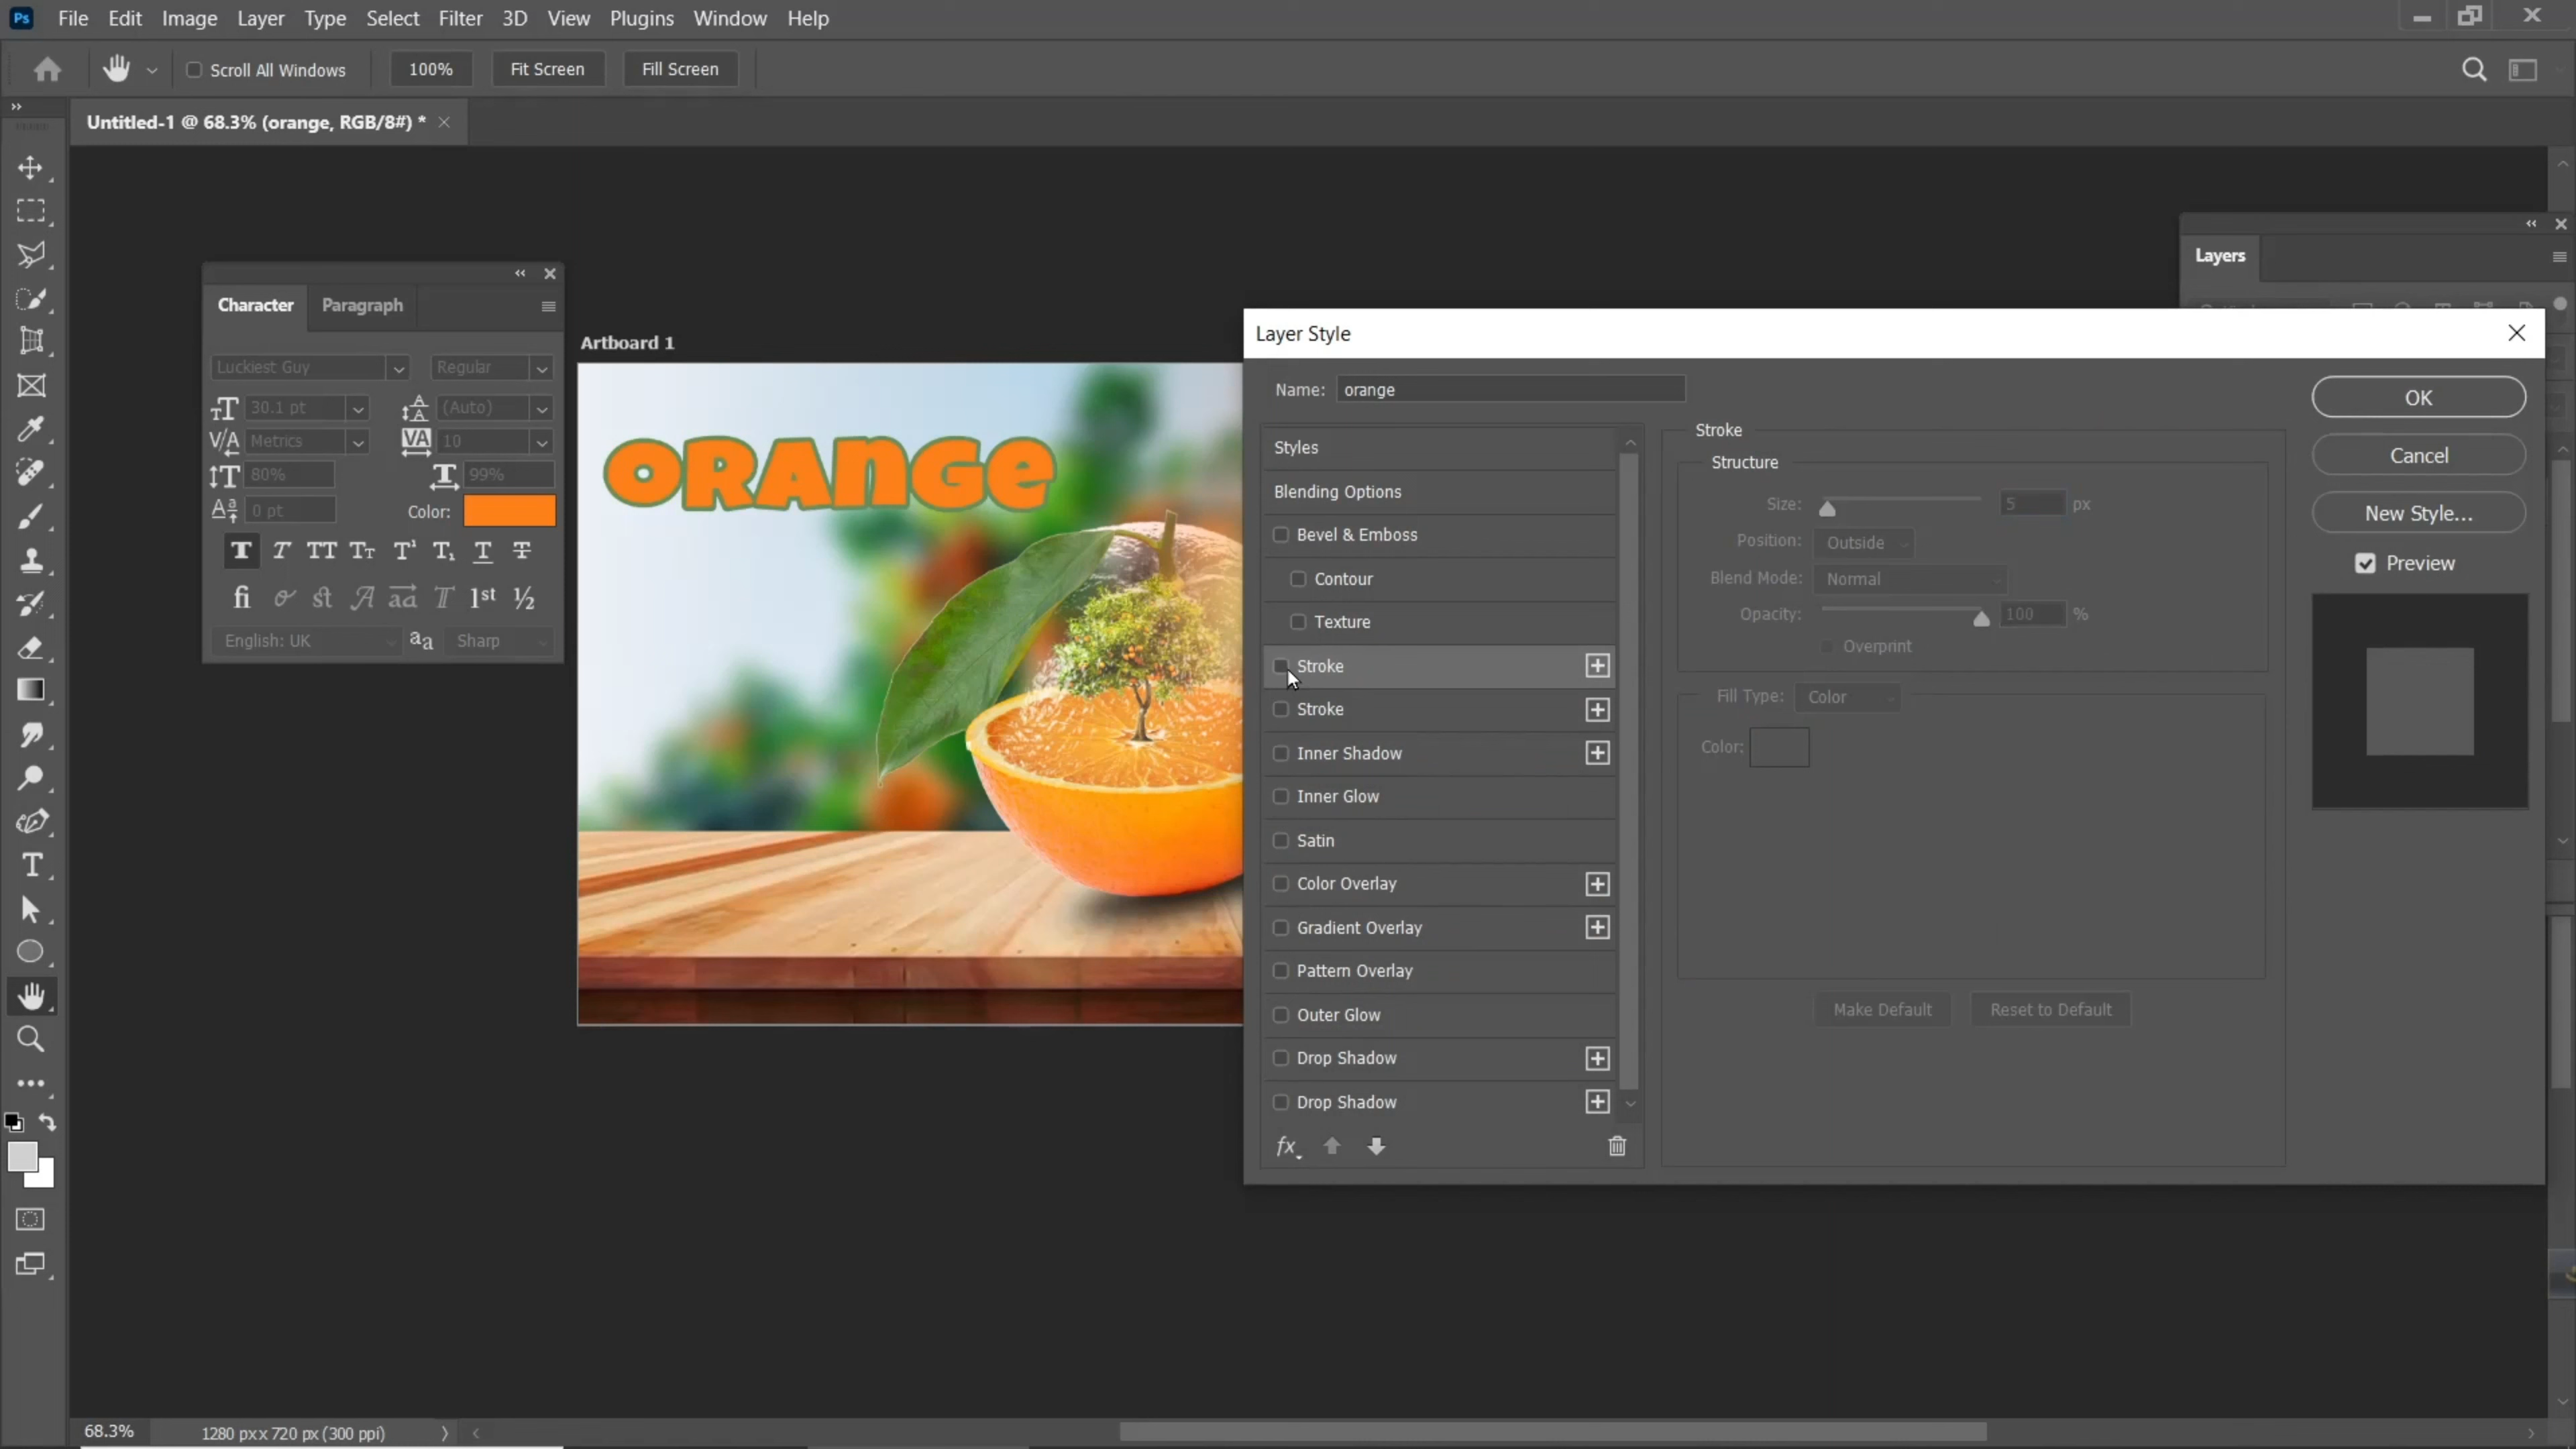 Ps File Edit Image Layer Type Select Filter 3D View Plugins Window Help
Scroll All Windows 100% Fit Screen Fill Screen
Untitled-1 @ 68.3% (orange, RGB/8#) *
Character Paragraph
Luckiest Guy Regular
30.1 pt (Auto)
Metrics 10
80% 99%
0 pt Color:
English: UK Sharp
Artboard 1
ORANGe
Layers
Layer Style
Name: orange
Styles
Blending Options
Bevel & Emboss
Contour
Texture
Stroke
Stroke
Inner Shadow
Inner Glow
Satin
Color Overlay
Gradient Overlay
Pattern Overlay
Outer Glow
Drop Shadow
Drop Shadow
fx
Stroke
Structure
Size: 5 px
Position: Outside
Blend Mode: Normal
Opacity: 100 %
Overprint
Fill Type: Color
Color:
Make Default Reset to Default
OK
Cancel
New Style...
Preview
68.3% 1280 px x 720 px (300 ppi)